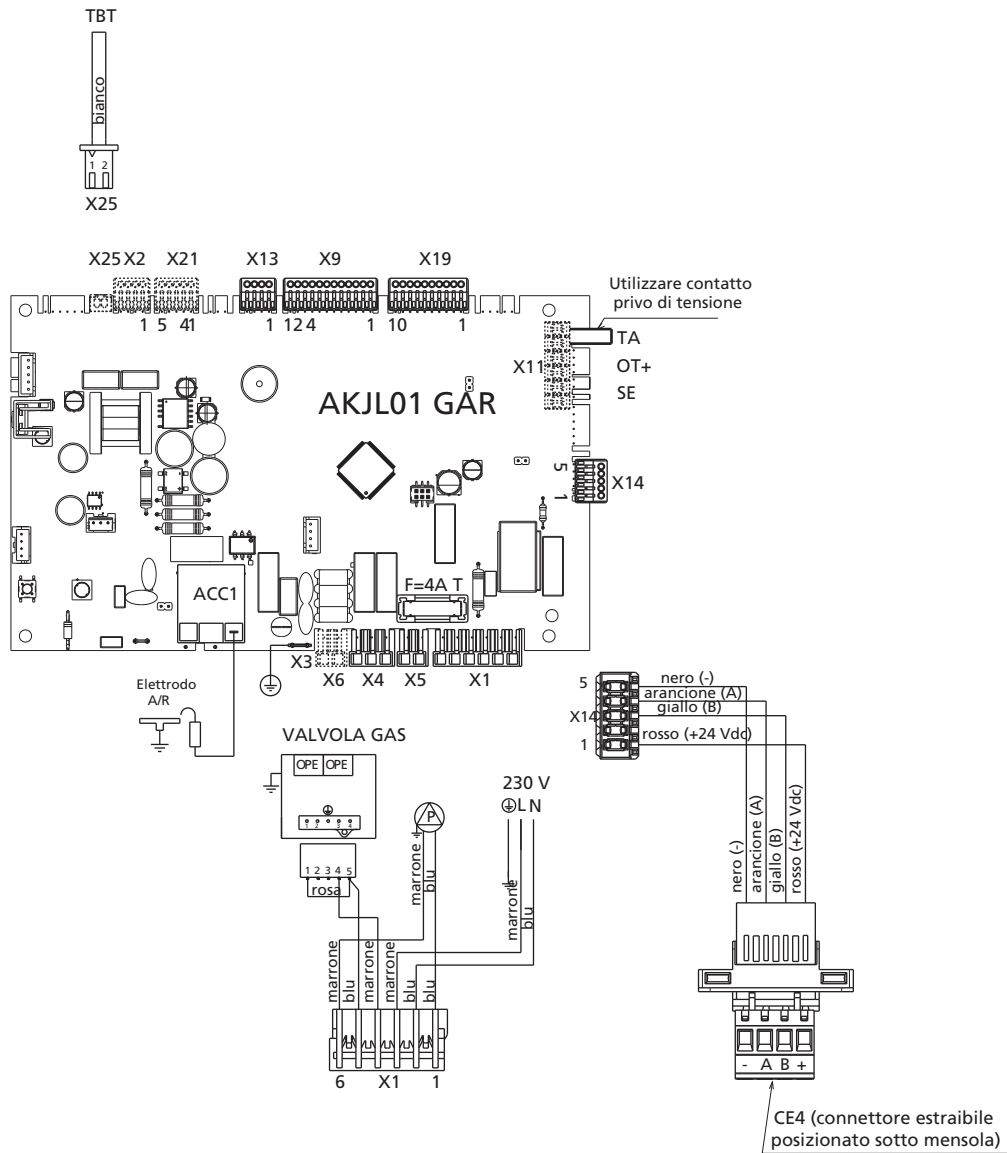 TBT
bianco
1 2
X25
X25 X2 X21 X13 X9 X19
1 5 41 1 12 4 1 10 1
Utilizzare contatto
privo di tensione
TA
X11 OT+
SE
AKJL01 GAR
5
1
X14
ACC1
F=4A T
X3 X6 X4 X5 X1
Elettrodo
A/R
VALVOLA GAS
OPE OPE
1 2 3 4
1 2 3 4 5
rosa
P
marrone
blu
230 V
L N
marrone
blu
marrone
blu
marrone
marrone
blu
blu
6 X1 1
5
X14
1
nero (-)
arancione (A)
giallo (B)
rosso (+24 Vdc)
nero (-)
arancione (A)
giallo (B)
rosso (+24 Vdc)
- A B +
CE4 (connettore estraibile
posizionato sotto mensola)